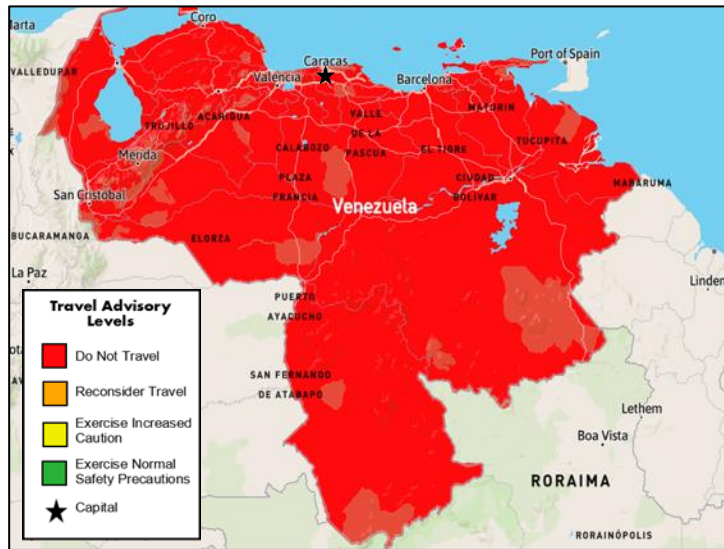 Marta
Coro
VALLEDUPAR
Caracas
Valencia
Barcelona
Port of Spain
ACARIGUA
TRUJILLO
VALLE
DE LA
PASCUA
MATURIN
TUCUPITA
CALABOZO
EL TIGRE
Mérida
PLAZA
FRANCIA
CIUDAD
BOLÍVAR
MABARUMA
San Cristóbal
Venezuela
BUCARAMANGA
ELORZA
La Paz
Linden
PUERTO
AYACUCHO
SAN FERNANDO
DE ATABAPO
Lethem
Boa Vista
RORAIMA
RORAINÓPOLIS
Travel Advisory
Levels
Do Not Travel
Reconsider Travel
Exercise Increased
Caution
Exercise Normal
Safety Precautions
Capital